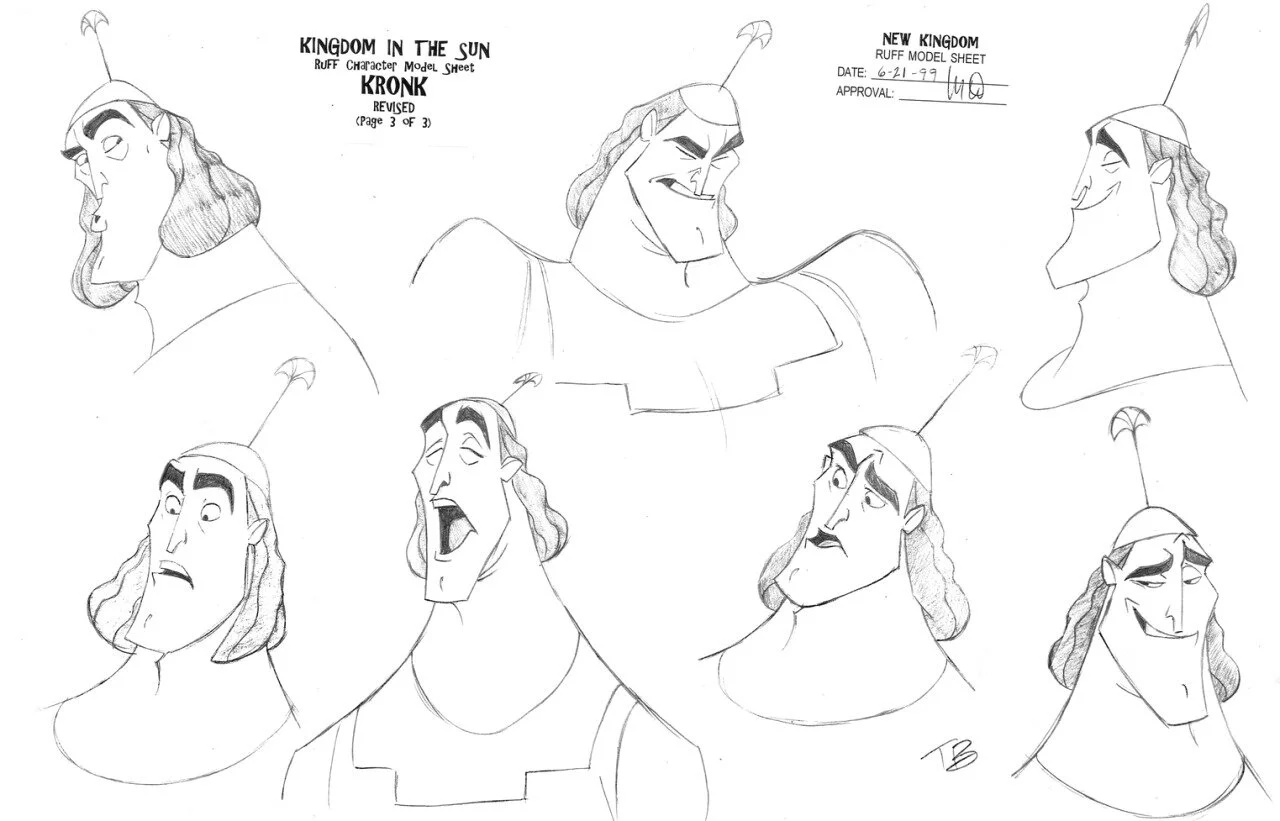 KINGDOM IN THE SUN
RUFF CHARACTER MODEL SHEET
KRONK
REVISED
(PAGE 3 OF 3)
NEW KINGDOM
RUFF MODEL SHEET
DATE: 6-21-99
APPROVAL:
TB